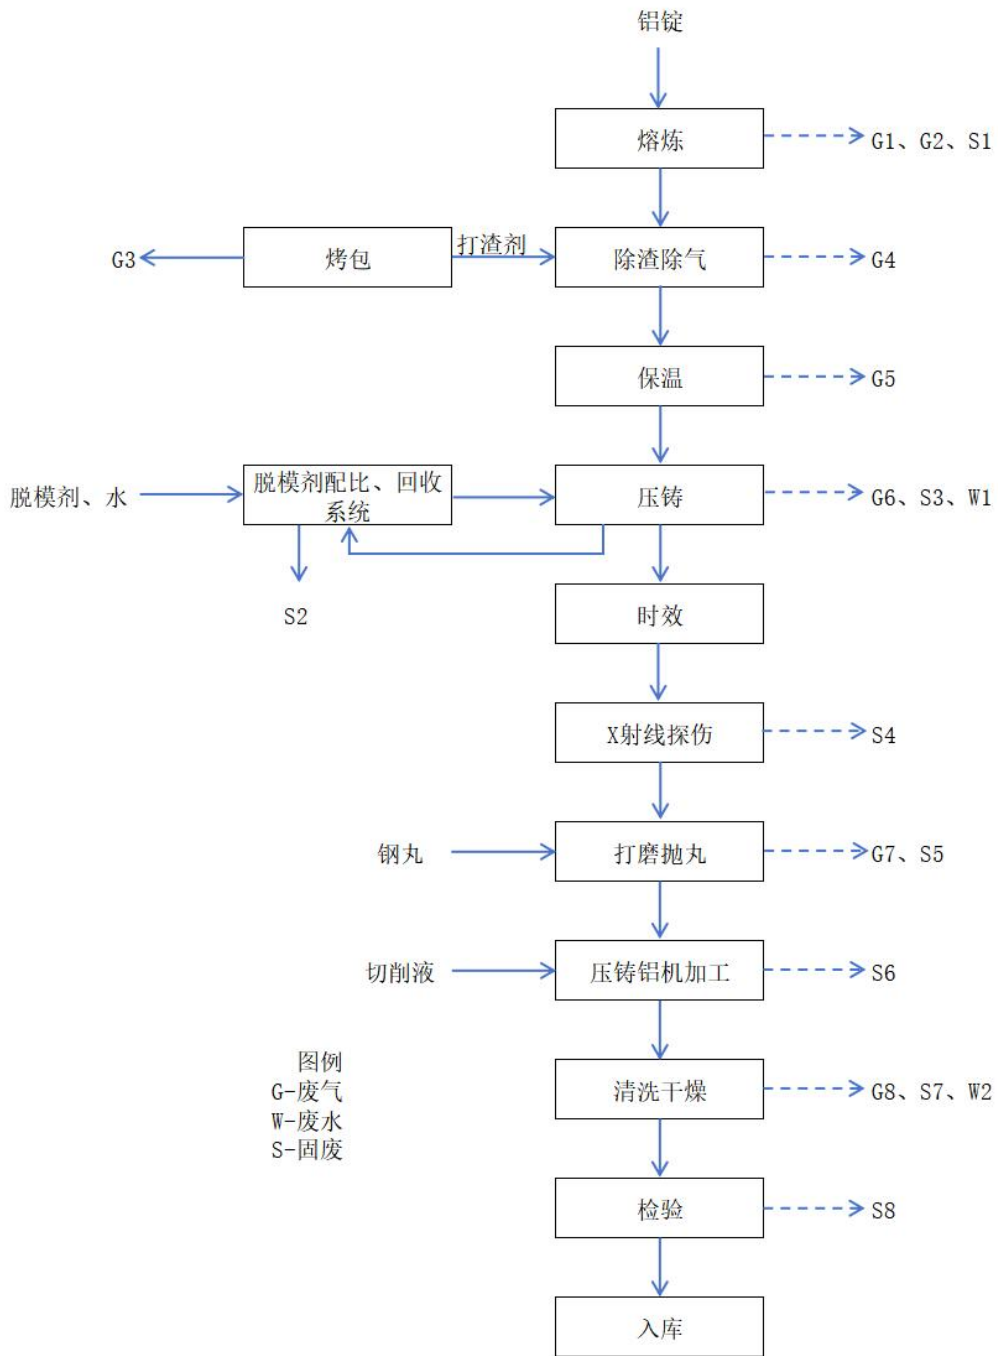 铝锭
熔炼
G1、G2、S1
G3
烤包
打渣剂
除渣除气
G4
保温
G5
脱模剂、水
脱模剂配比、回收
系统
压铸
G6、S3、W1
S2
时效
X射线探伤
S4
钢丸
打磨抛丸
G7、S5
切削液
压铸铝机加工
S6
图例
G-废气
W-废水
S-固废
清洗干燥
G8、S7、W2
检验
S8
入库